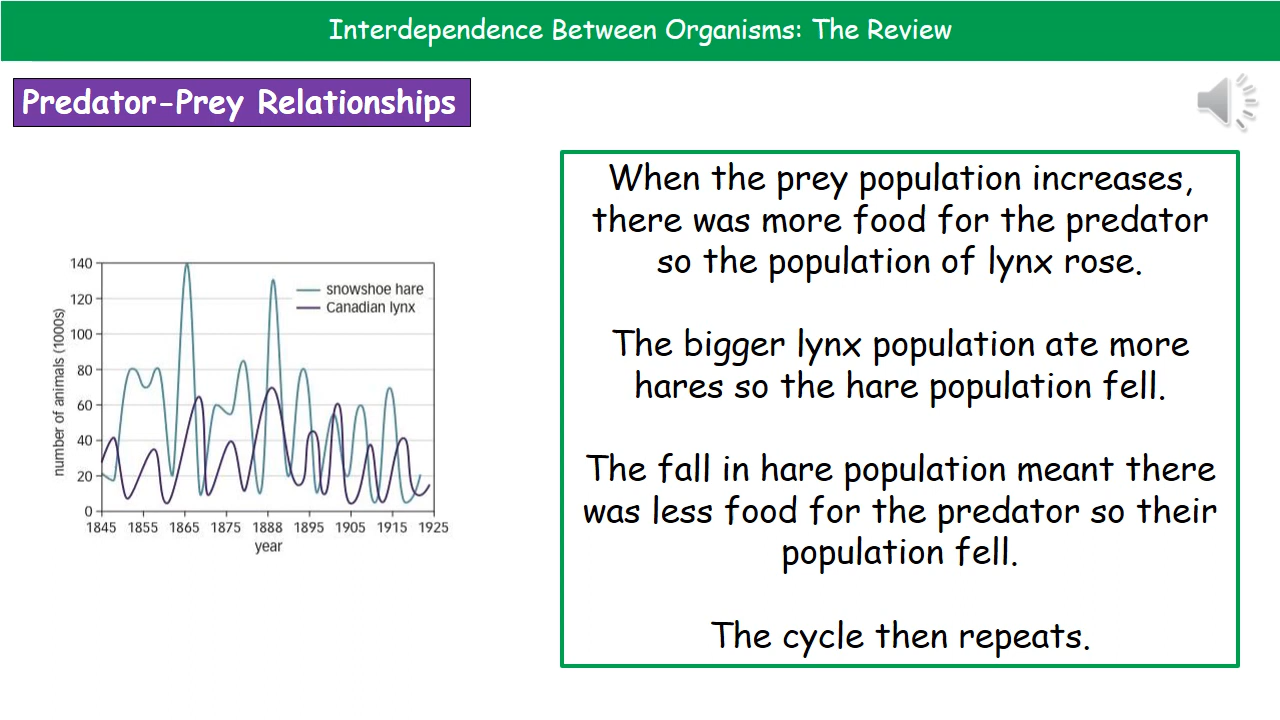 Interdependence Between Organisms: The Review
Predator-Prey Relationships
When the prey population increases,
there was more food for the predator
so the population of lynx rose.
The bigger lynx population ate more
hares so the hare population fell.
The fall in hare population meant there
was less food for the predator so their
population fell.
The cycle then repeats.
number of animals (1000s)
140
120
100
80
60
40
20
0
snowshoe hare
Canadian lynx
1845 1855 1865 1875 1888 1895 1905 1915 1925
year